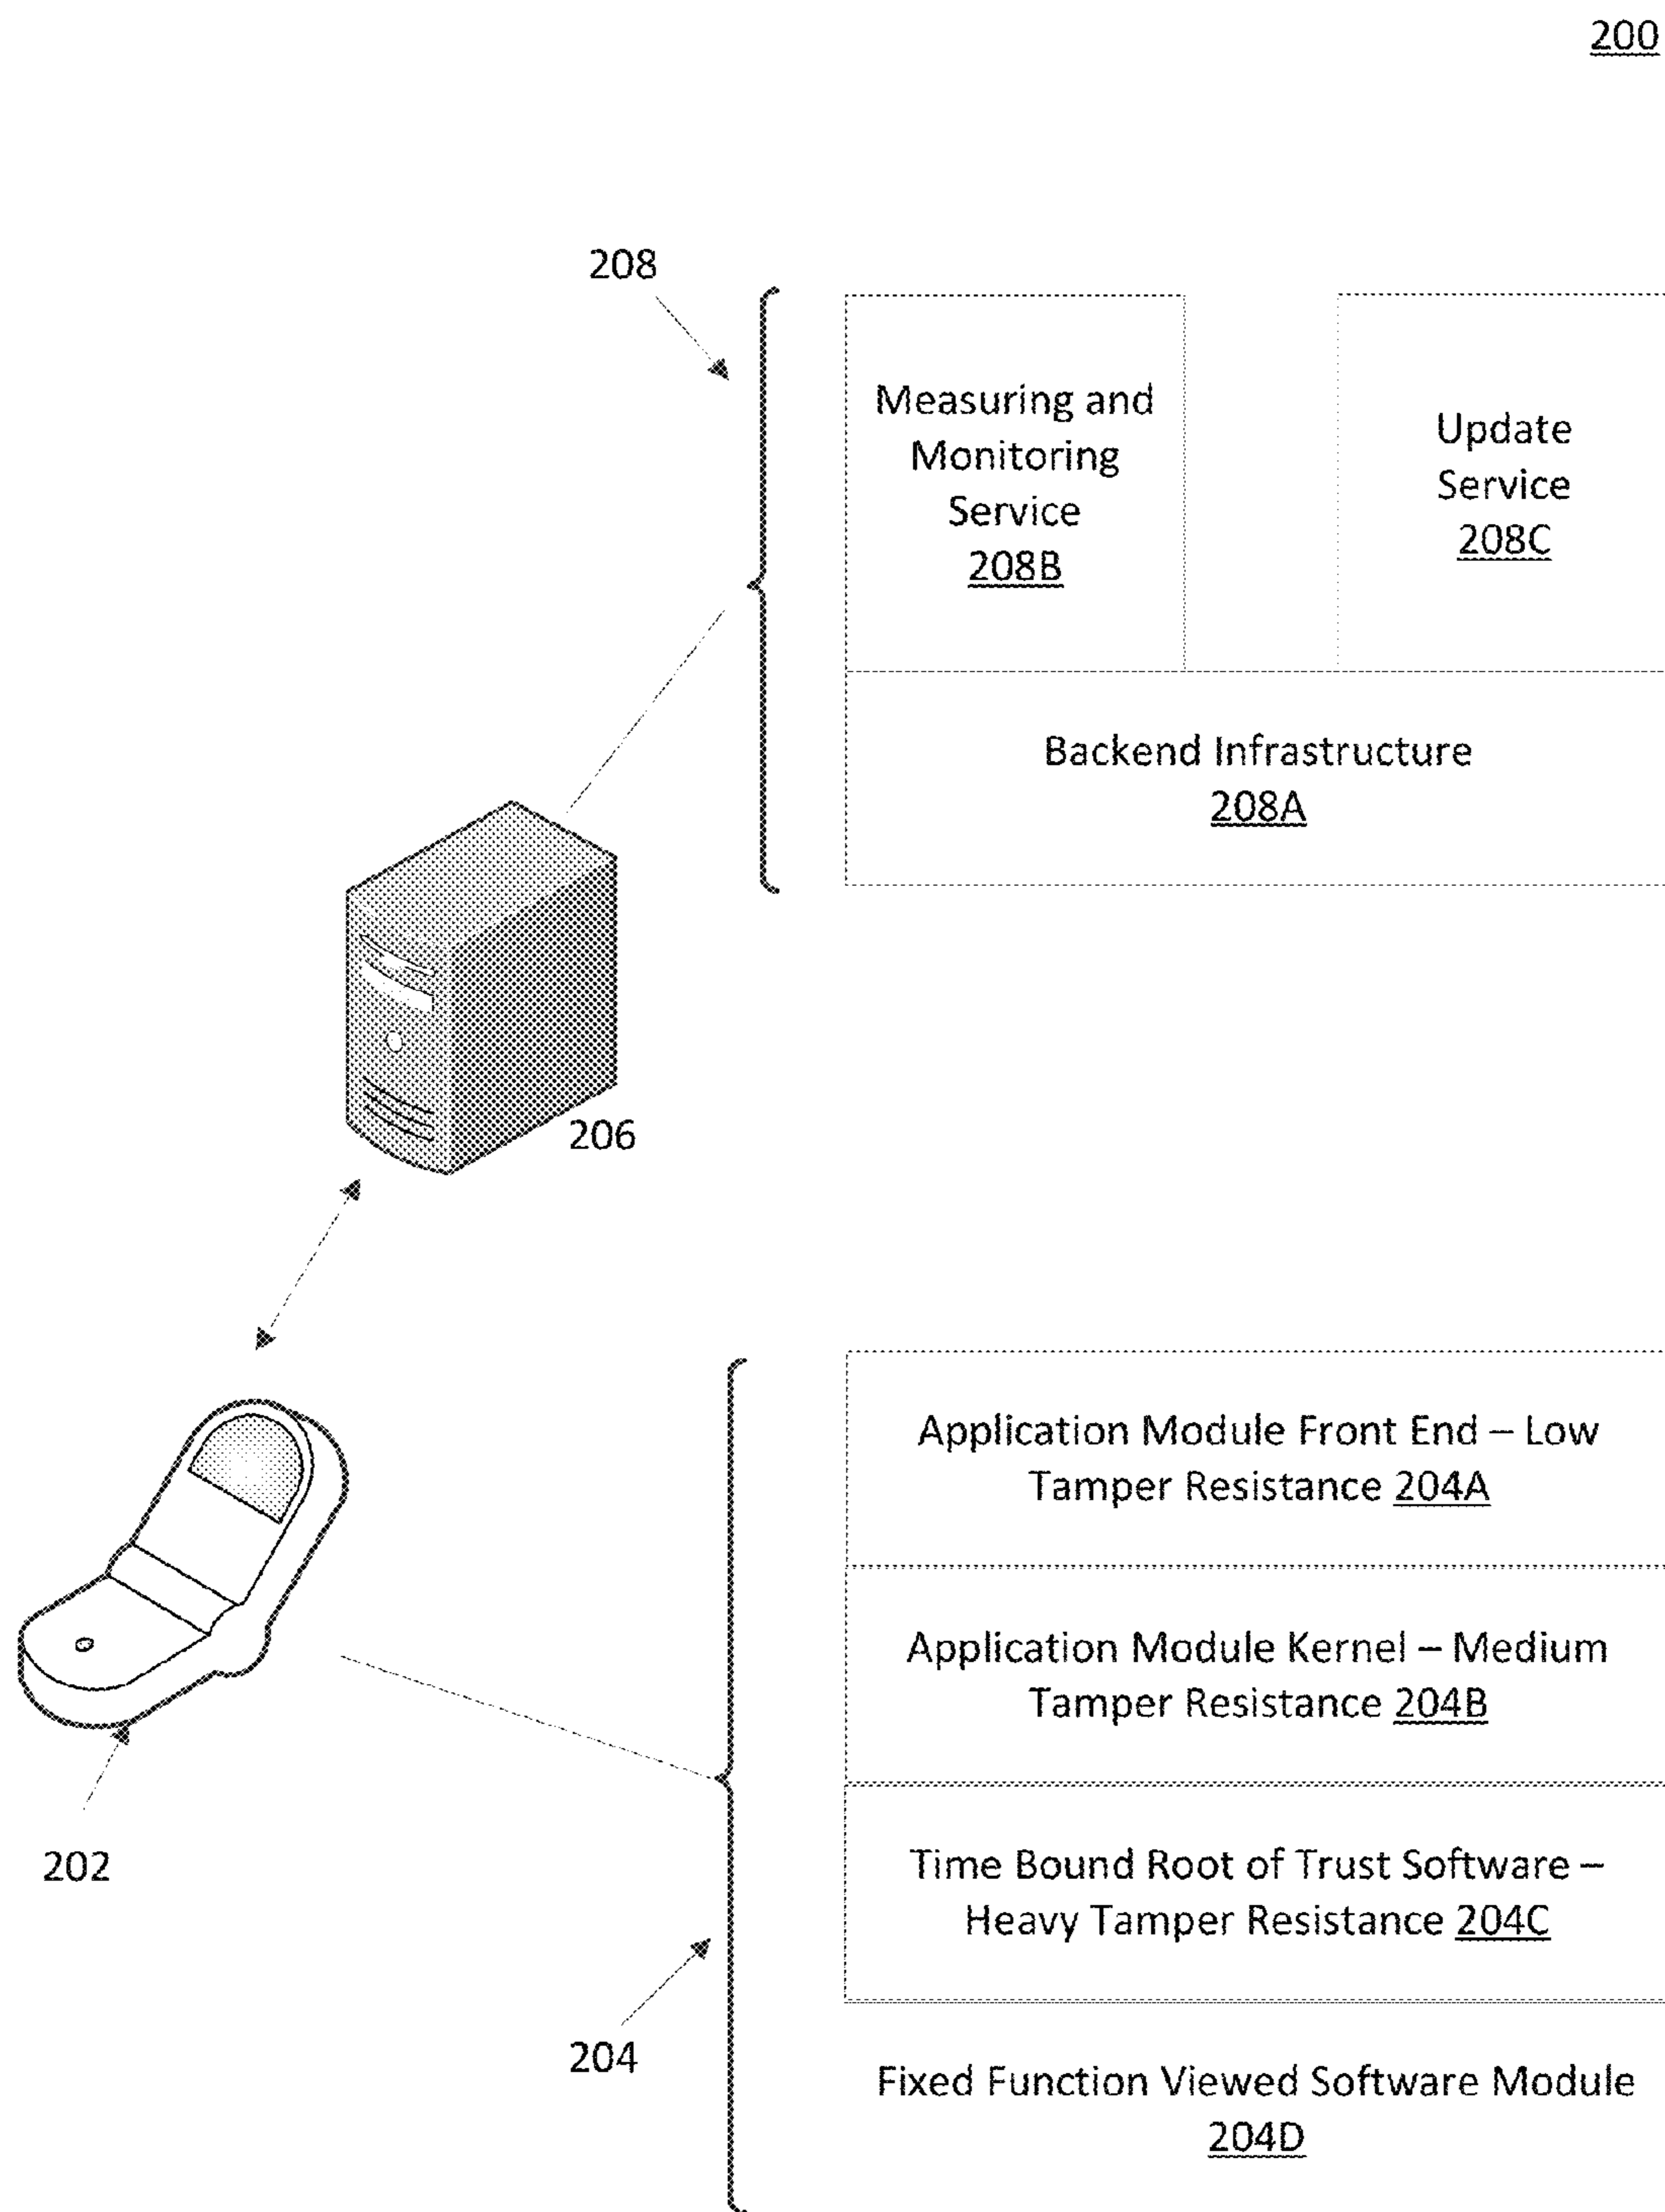 200
208
Measuring and
Monitoring
Service
208B
Update
Service
208C
Backend Infrastructure
208A
206
Application Module Front End – Low
Tamper Resistance 204A
Application Module Kernel – Medium
Tamper Resistance 204B
Time Bound Root of Trust Software –
Heavy Tamper Resistance 204C
202
204
Fixed Function Viewed Software Module
204D